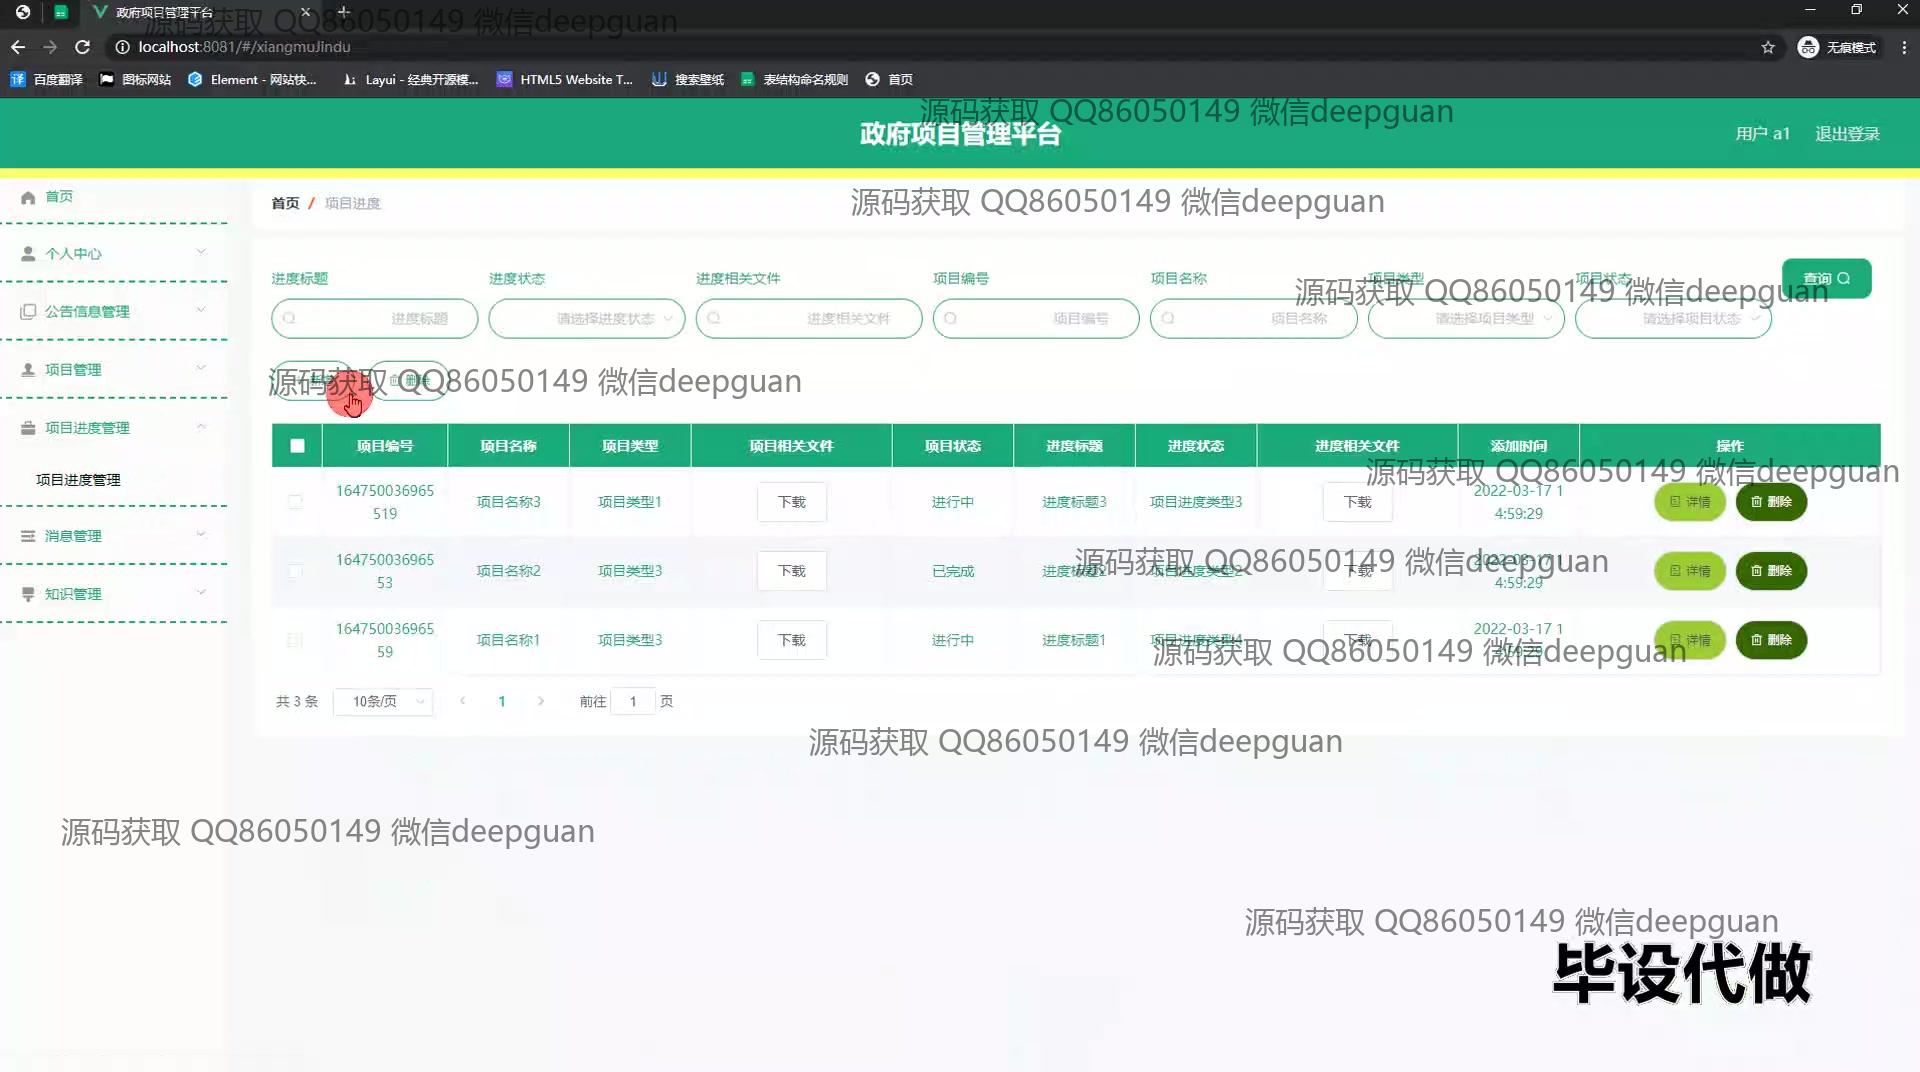 政府项目管理平台
源码获取 QQ86050149 微信deepguan
localhost:8081/#/xiangmuJindu
无痕模式
百度翻译
图标网站
Element - 网站快...
Layui - 经典开源模...
HTML5 Website T...
搜索壁纸
表结构命名规则
首页
源码获取 QQ86050149 微信deepguan
政府项目管理平台
用户 a1
退出登录
首页
个人中心
公告信息管理
项目管理
项目进度管理
项目进度管理
消息管理
知识管理
首页 / 项目进度
源码获取 QQ86050149 微信deepguan
进度标题
进度状态
进度相关文件
项目编号
项目名称
项目类型
项目状态
查询
源码获取 QQ86050149 微信deepguan
进度标题
请选择进度状态
进度相关文件
项目编号
项目名称
请选择项目类型
请选择项目状态
删除
源码获取 QQ86050149 微信deepguan
项目编号 项目名称 项目类型 项目相关文件 项目状态 进度标题 进度状态 进度相关文件 添加时间 操作
源码获取 QQ86050149 微信deepguan
164750036965519 项目名称3 项目类型1 下载 进行中 进度标题3 项目进度类型3 下载 2022-03-17 14:59:29 详情 删除
16475003696553 项目名称2 项目类型3 下载 已完成 进度标题2 项目进度类型2 下载 2022-03-17 14:59:29 详情 删除
源码获取 QQ86050149 微信deepguan
16475003696559 项目名称1 项目类型3 下载 进行中 进度标题1 项目进度类型4 下载 2022-03-17 14:59:29 详情 删除
源码获取 QQ86050149 微信deepguan
共 3 条 10条/页 1 前往 1 页
源码获取 QQ86050149 微信deepguan
源码获取 QQ86050149 微信deepguan
源码获取 QQ86050149 微信deepguan
毕设代做